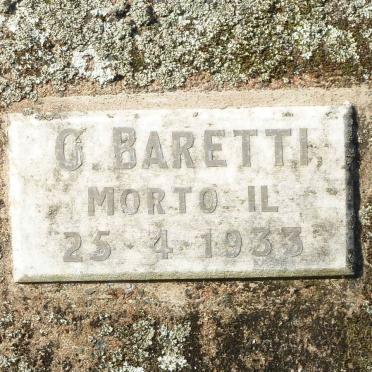 G. BARETTI
MORTO IL
25 4 1933